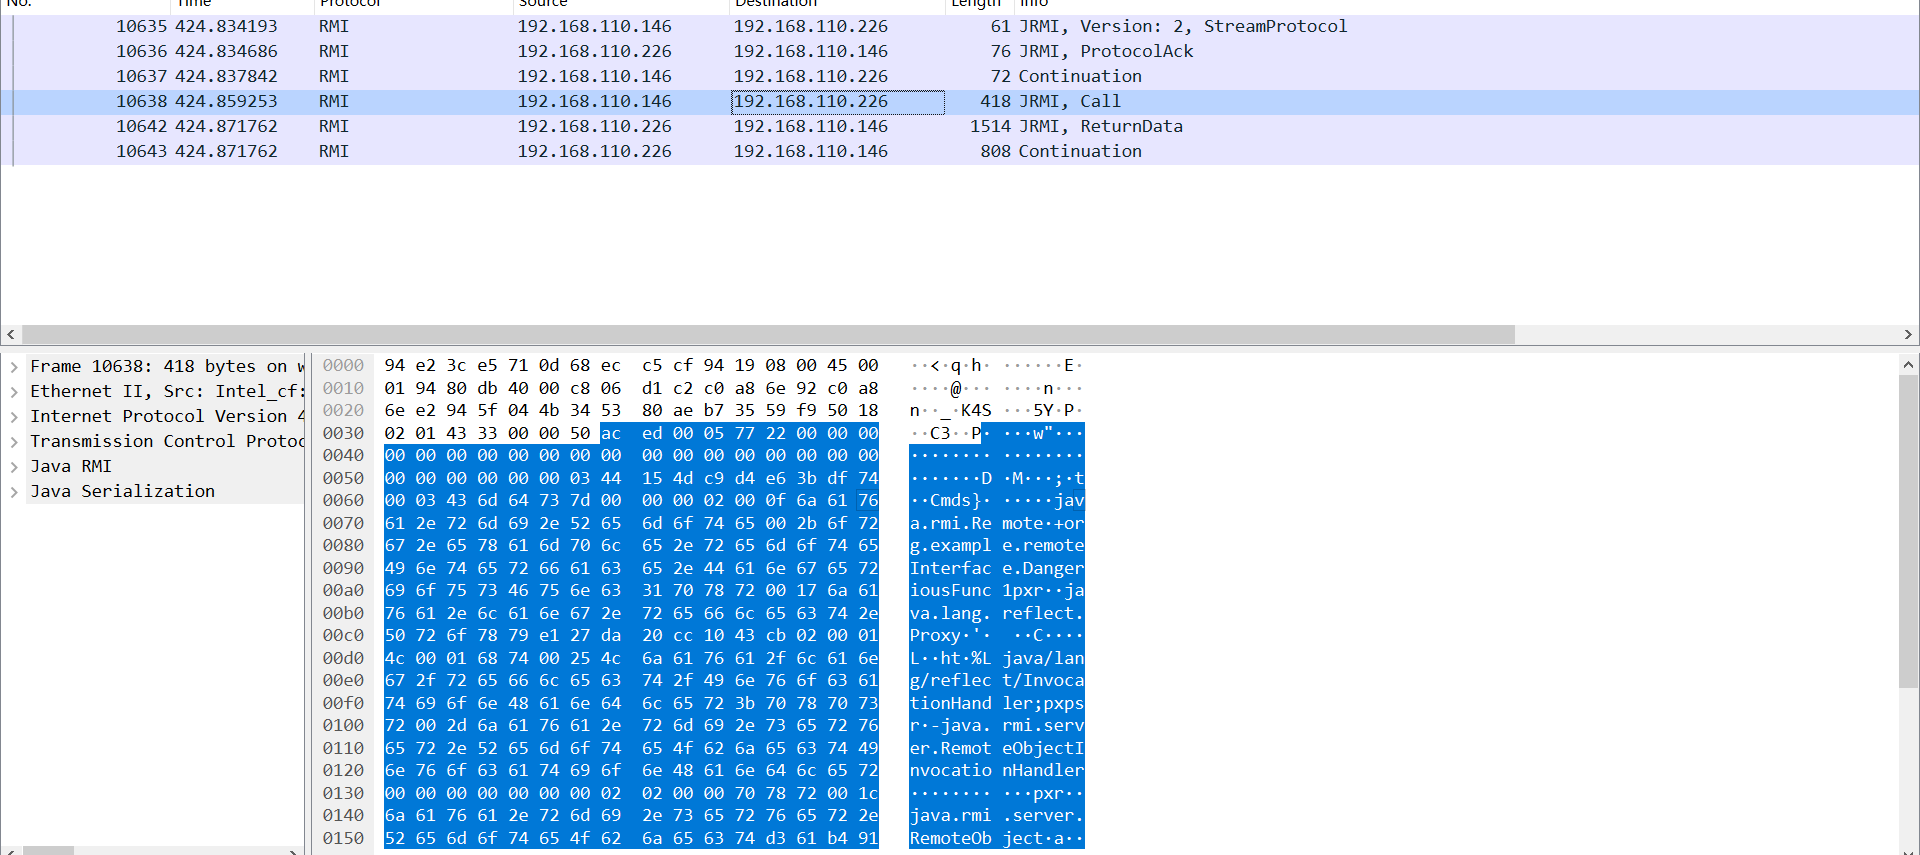 No. Time Protocol Source Destination Length Info
10635 424.834193 RMI 192.168.110.146 192.168.110.226 61 JRMI, Version: 2, StreamProtocol
10636 424.834686 RMI 192.168.110.226 192.168.110.146 76 JRMI, ProtocolAck
10637 424.837842 RMI 192.168.110.146 192.168.110.226 72 Continuation
10638 424.859253 RMI 192.168.110.146 192.168.110.226 418 JRMI, Call
10642 424.871762 RMI 192.168.110.226 192.168.110.146 1514 JRMI, ReturnData
10643 424.871762 RMI 192.168.110.226 192.168.110.146 808 Continuation
Frame 10638: 418 bytes on w
Ethernet II, Src: Intel_cf:
Internet Protocol Version 4
Transmission Control Protoc
Java RMI
Java Serialization
0000 94 e2 3c e5 71 0d 68 ec c5 cf 94 19 08 00 45 00 ··<·q·h· ······E·
0010 01 94 80 db 40 00 c8 06 d1 c2 c0 a8 6e 92 c0 a8 ····@··· ····n···
0020 6e e2 94 5f 04 4b 34 53 80 ae b7 35 59 f9 50 18 n··_·K4S ···5Y·P·
0030 02 01 43 33 00 00 50 ac ed 00 05 77 22 00 00 00 ··C3··P· ···w"···
0040 00 00 00 00 00 00 00 00 00 00 00 00 00 00 00 00 ········ ········
0050 00 00 00 00 00 00 03 44 15 4d c9 d4 e6 3b df 74 ·······D ·M···;·t
0060 00 03 43 6d 64 73 7d 00 00 00 02 00 0f 6a 61 76 ··Cmds}· ·····jav
0070 61 2e 72 6d 69 2e 52 65 6d 6f 74 65 00 2b 6f 72 a.rmi.Re mote·+or
0080 67 2e 65 78 61 6d 70 6c 65 2e 72 65 6d 6f 74 65 g.exampl e.remote
0090 49 6e 74 65 72 66 61 63 65 2e 44 61 6e 67 65 72 Interfac e.Danger
00a0 69 6f 75 73 46 75 6e 63 31 70 78 72 00 17 6a 61 iousFunc 1pxr··ja
00b0 76 61 2e 6c 61 6e 67 2e 72 65 66 6c 65 63 74 2e va.lang. reflect.
00c0 50 72 6f 78 79 e1 27 da 20 cc 10 43 cb 02 00 01 Proxy·'· ··C····
00d0 4c 00 01 68 74 00 25 4c 6a 61 76 61 2f 6c 61 6e L··ht·%L java/lan
00e0 67 2f 72 65 66 6c 65 63 74 2f 49 6e 76 6f 63 61 g/reflec t/Invoca
00f0 74 69 6f 6e 48 61 6e 64 6c 65 72 3b 70 78 70 73 tionHand ler;pxps
0100 72 00 2d 6a 61 76 61 2e 72 6d 69 2e 73 65 72 76 r·-java. rmi.serv
0110 65 72 2e 52 65 6d 6f 74 65 4f 62 6a 65 63 74 49 er.Remot eObjectI
0120 6e 76 6f 63 61 74 69 6f 6e 48 61 6e 64 6c 65 72 nvocatio nHandler
0130 00 00 00 00 00 00 00 02 02 00 00 70 78 72 00 1c ········ ···pxr··
0140 6a 61 76 61 2e 72 6d 69 2e 73 65 72 76 65 72 2e java.rmi .server.
0150 52 65 6d 6f 74 65 4f 62 6a 65 63 74 d3 61 b4 91 RemoteOb ject·a··